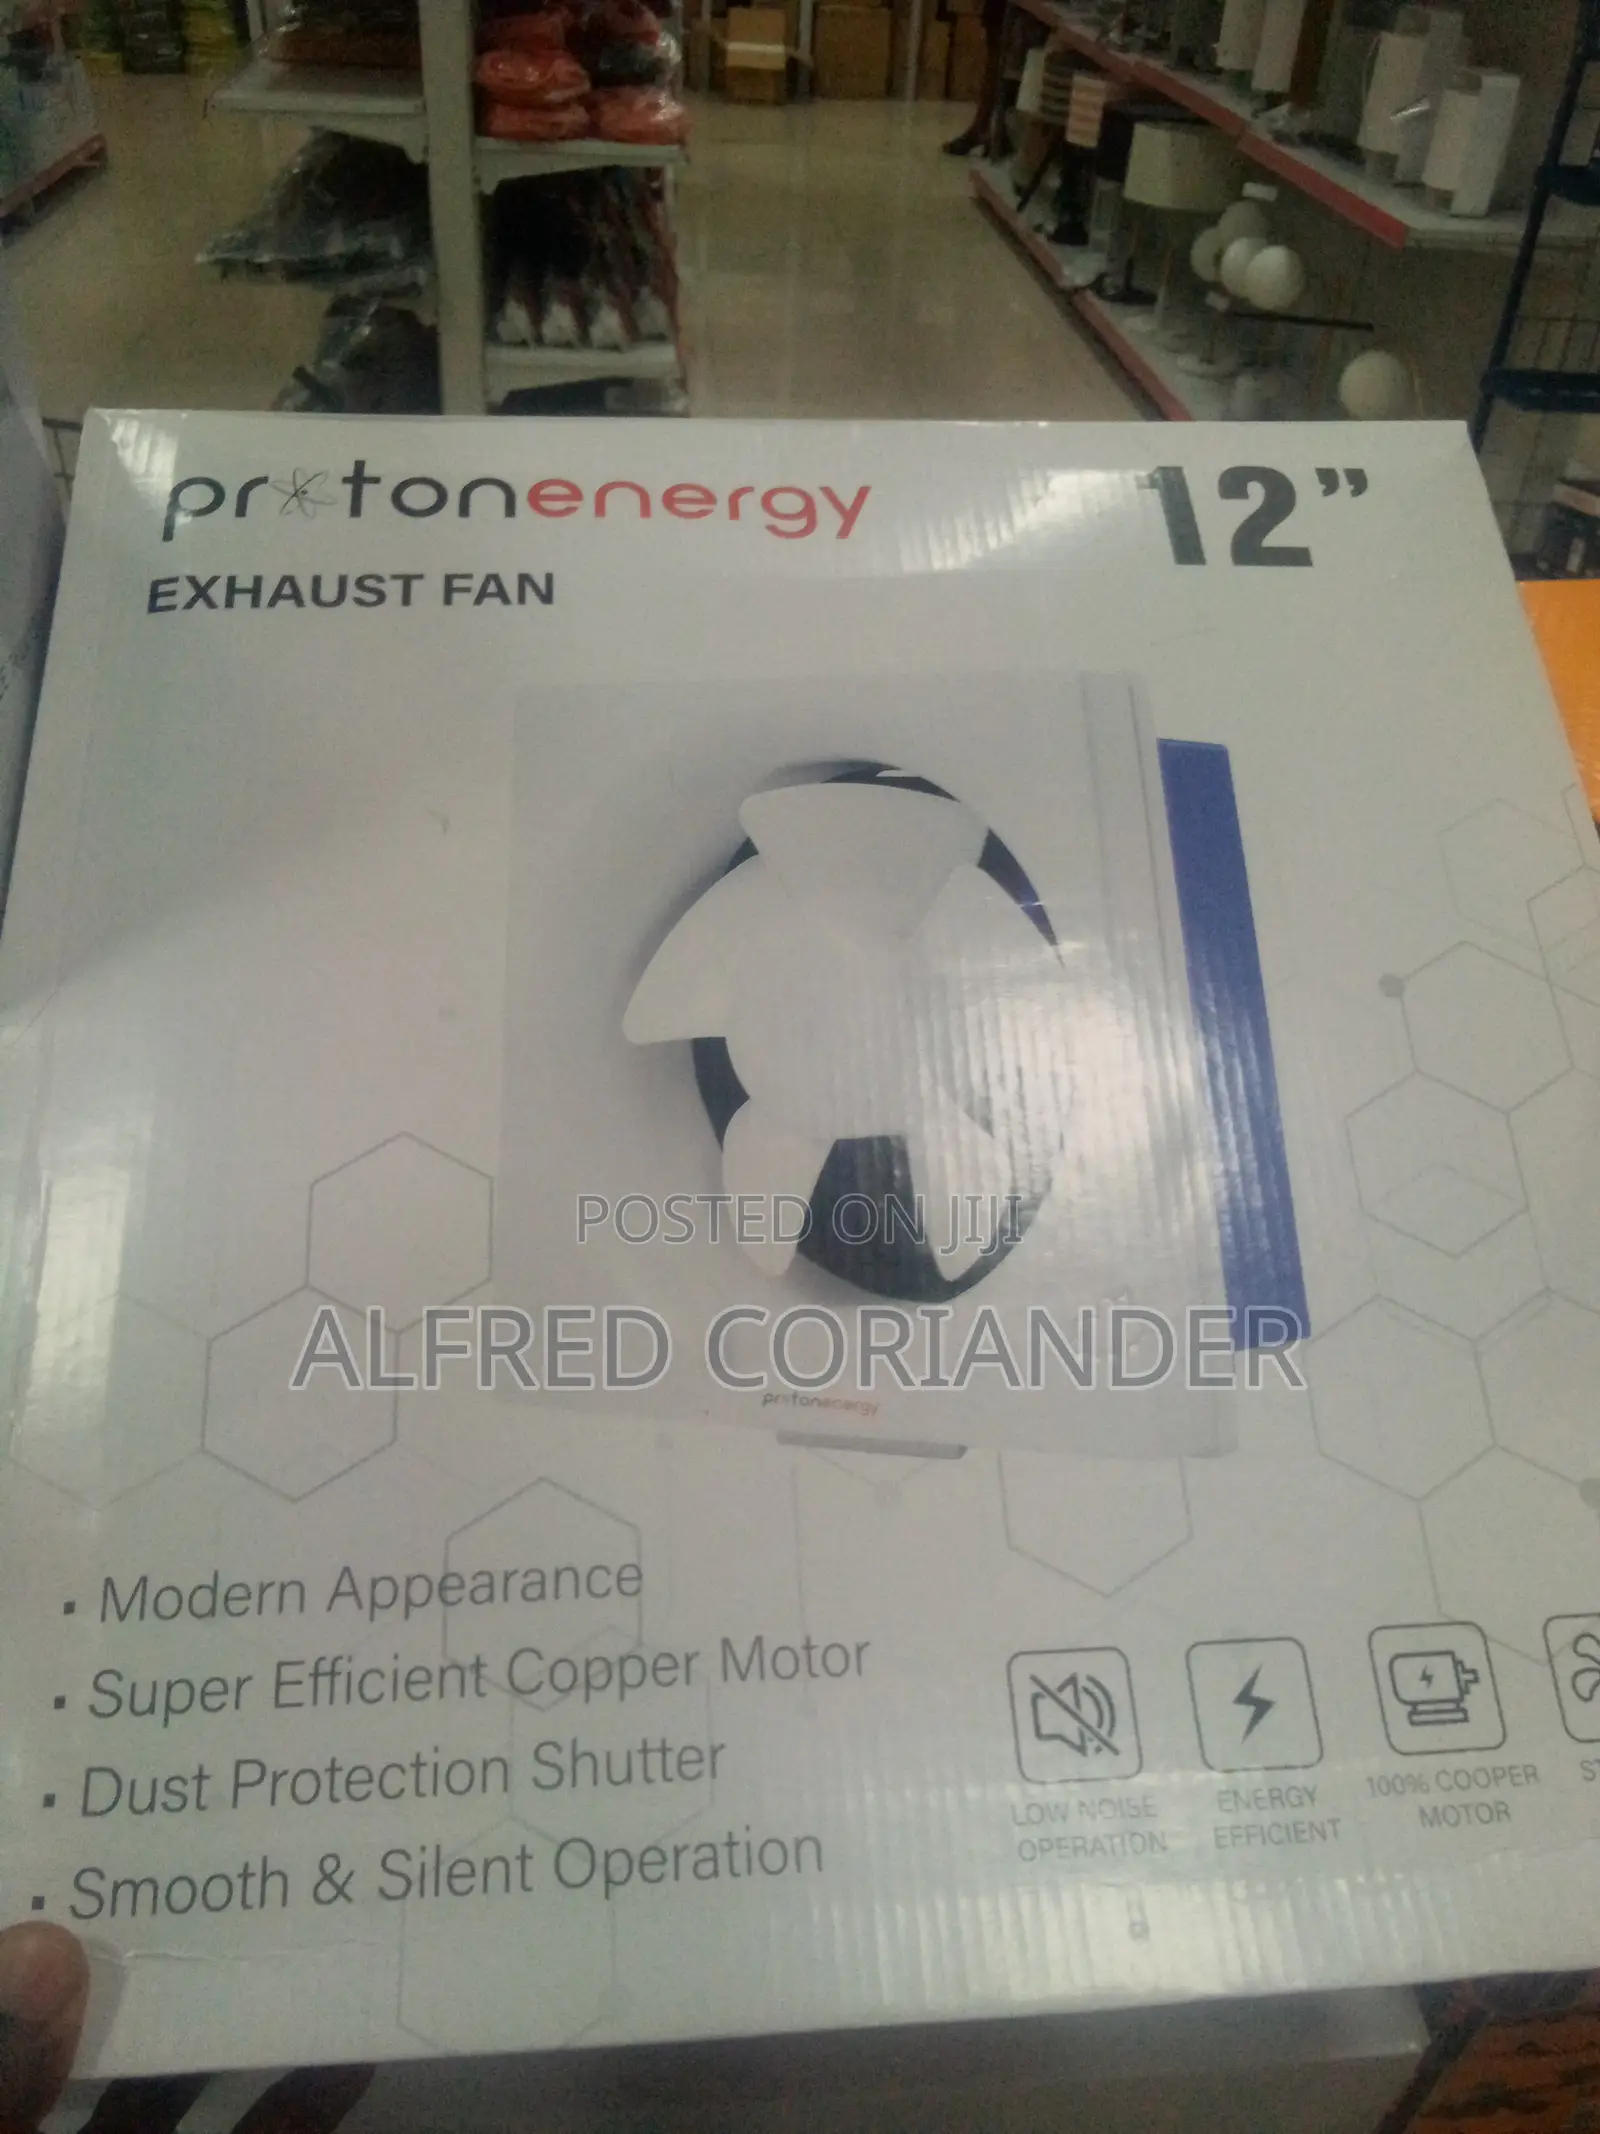 protonenergy
12”
EXHAUST FAN
POSTED ON JIJI
ALFRED CORIANDER
protonenergy
· Modern Appearance
· Super Efficient Copper Motor
· Dust Protection Shutter
· Smooth & Silent Operation
LOW NOISE
OPERATION
ENERGY
EFFICIENT
100% COOPER
MOTOR